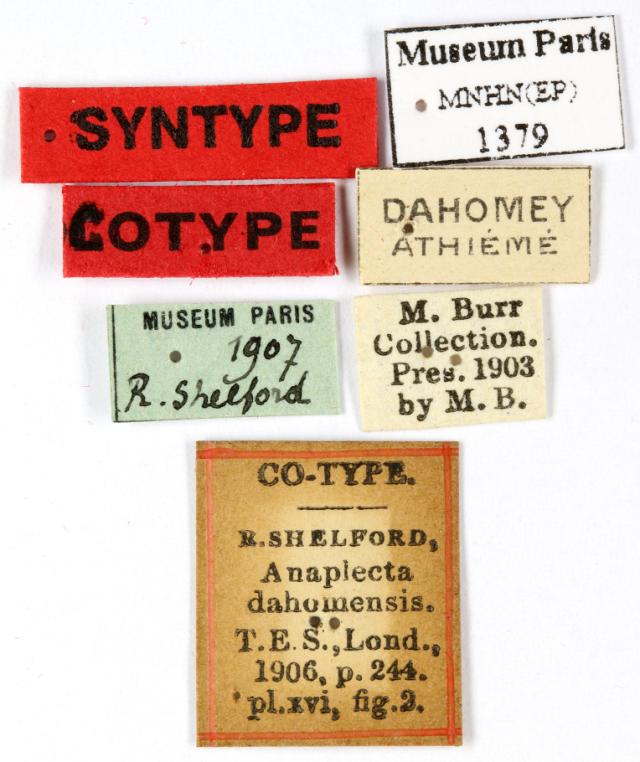 SYNTYPE
Museum Paris
MNHN(EP)
1379
COTYPE
DAHOMEY
ATHIÉMÉ
MUSEUM PARIS
1907
R. Shelford
M. Burr
Collection.
Pres. 1903
by M. B.
CO-TYPE.
R. SHELFORD,
Anaplecta
dahomensis.
T. E. S., Lond.,
1906, p. 244.
pl. xvi, fig. 2.